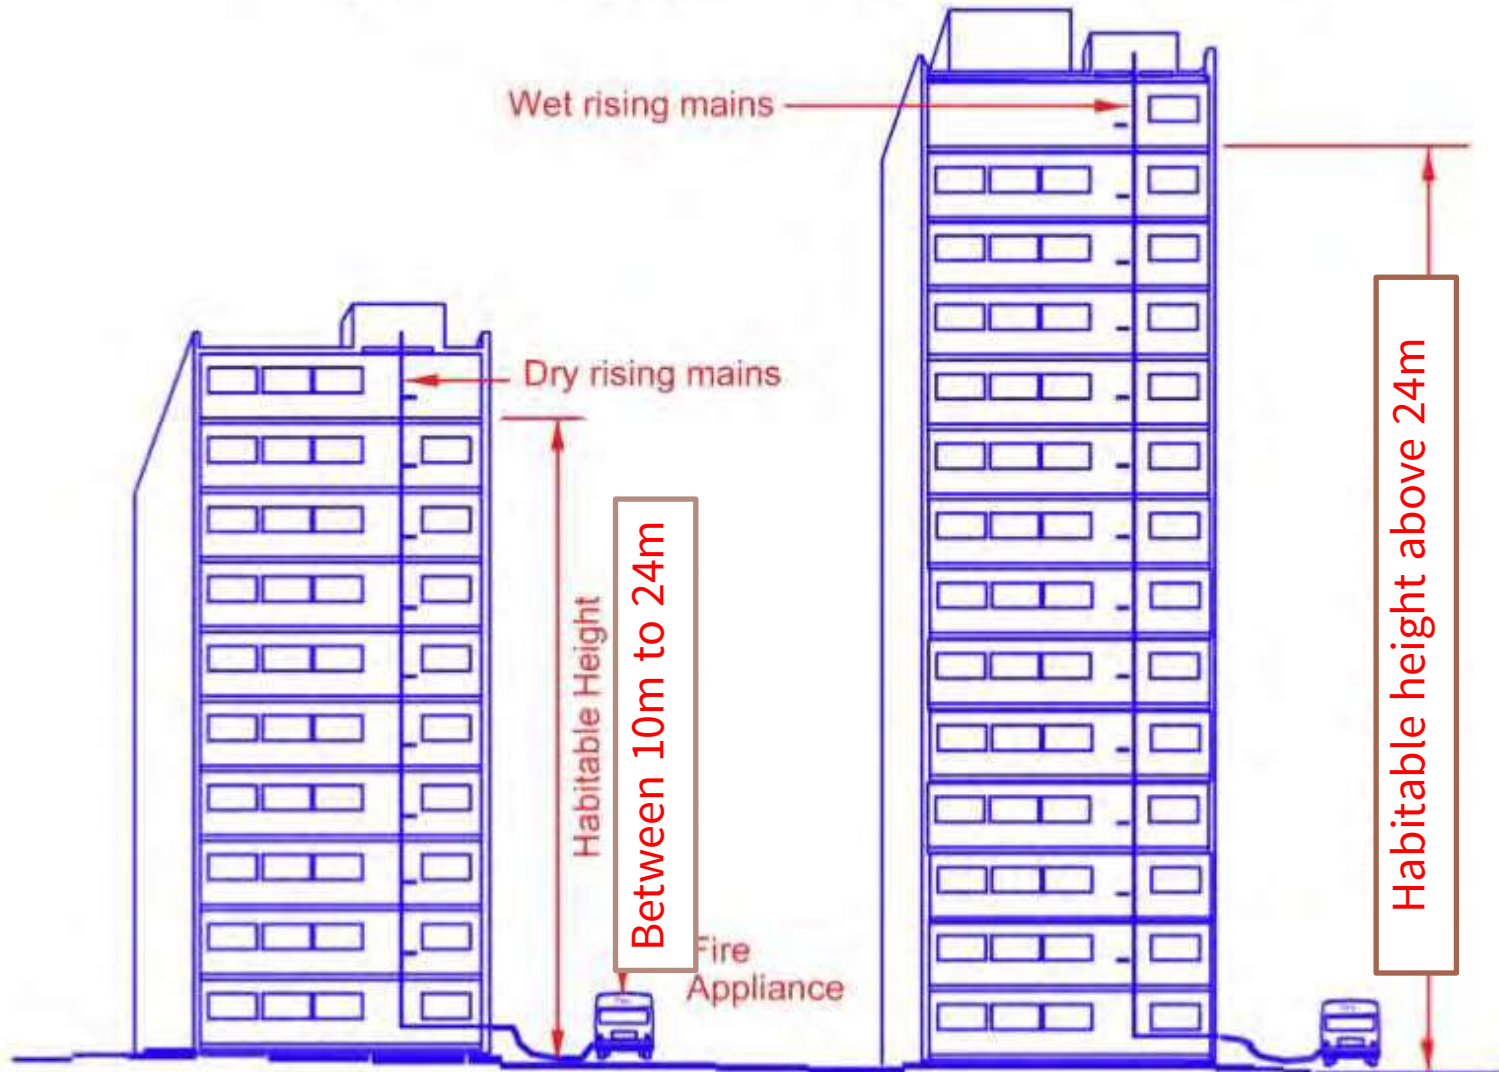 Wet rising mains
Dry rising mains
Habitable Height
Between 10m to 24m
Fire
Appliance
Habitable height above 24m